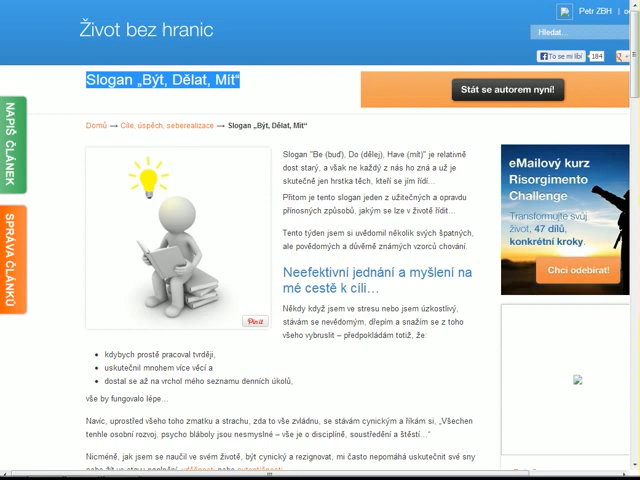 Život bez hranic
Petr ZBH | o
Hledat...
To se mi líbí 184
Slogan „Být, Dělat, Mít“
Stát se autorem nyní!
NAPIŠ ČLÁNEK
SPRÁVA ČLÁNKŮ
Domů → Cíle, úspěch, seberealizace → Slogan „Být, Dělat, Mít“
Slogan "Be (buď), Do (dělej), Have (mít)" je relativně
dost starý, a však ne každý z nás ho zná a už je
skutečně jen hrstka těch, kteří se jím řídí…
Přitom je tento slogan jeden z užitečných a opravdu
přínosných způsobů, jakým se lze v životě řídit…
Tento týden jsem si uvědomil několik svých špatných,
ale povědomých a důvěrně známých vzorců chování.
Neefektivní jednání a myšlení na
mé cestě k cíli…
Někdy když jsem ve stresu nebo jsem úzkostlivý,
stávám se nevědomým, dřepím a snažím se z toho
všeho vybruslit – předpokládám totiž, že:
Pinit
eMailový kurz
Risorgimento
Challenge
Transformujte svůj
život, 47 dílů,
konkrétní kroky.
Chci odebírat!
kdybych prostě pracoval tvrději,
uskutečnil mnohem více věcí a
dostal se až na vrchol mého seznamu denních úkolů,
vše by fungovalo lépe…
Navíc, uprostřed všeho toho zmatku a strachu, zda to vše zvládnu, se stávám cynickým a říkám si, „Všechen
tenhle osobní rozvoj, psycho bláboly jsou nesmyslné – vše je o disciplíně, soustředění a štěstí…“
Nicméně, jak jsem se naučil ve svém životě, být cynický a rezignovat, mi často nepomáhá uskutečnit své sny